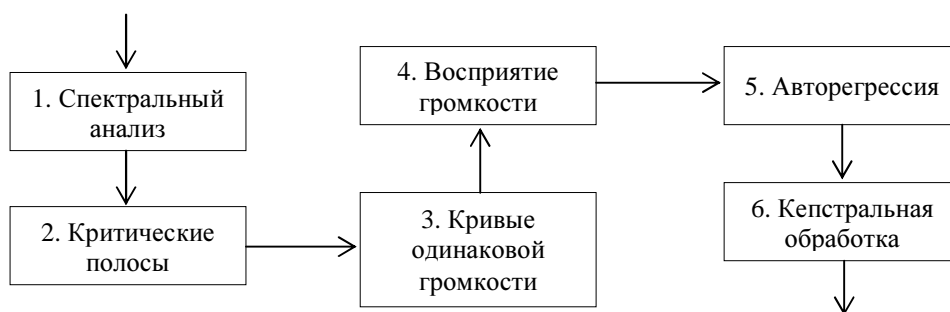 1. Спектральный
анализ
2. Критические
полосы
3. Кривые
одинаковой
громкости
4. Восприятие
громкости
5. Авторегрессия
6. Кепстральная
обработка